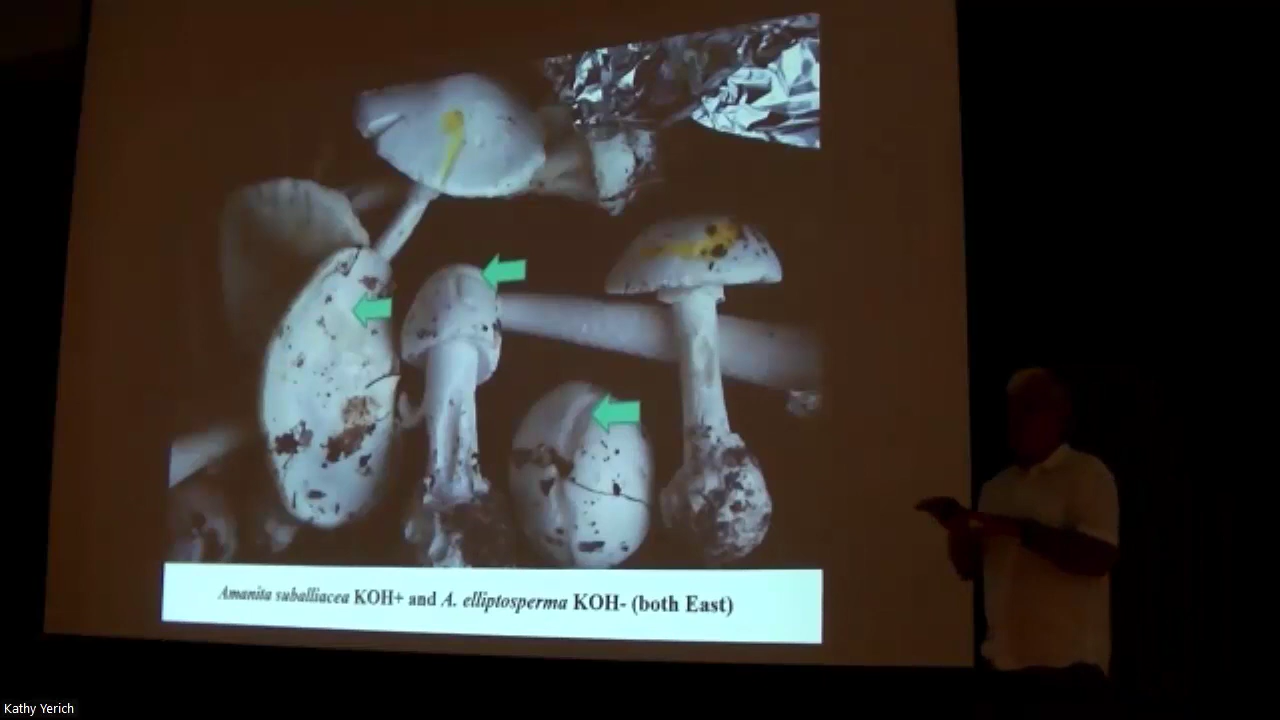 Amanita suballiacea KOH+ and A. elliptosperma KOH- (both East)
Kathy Yerich